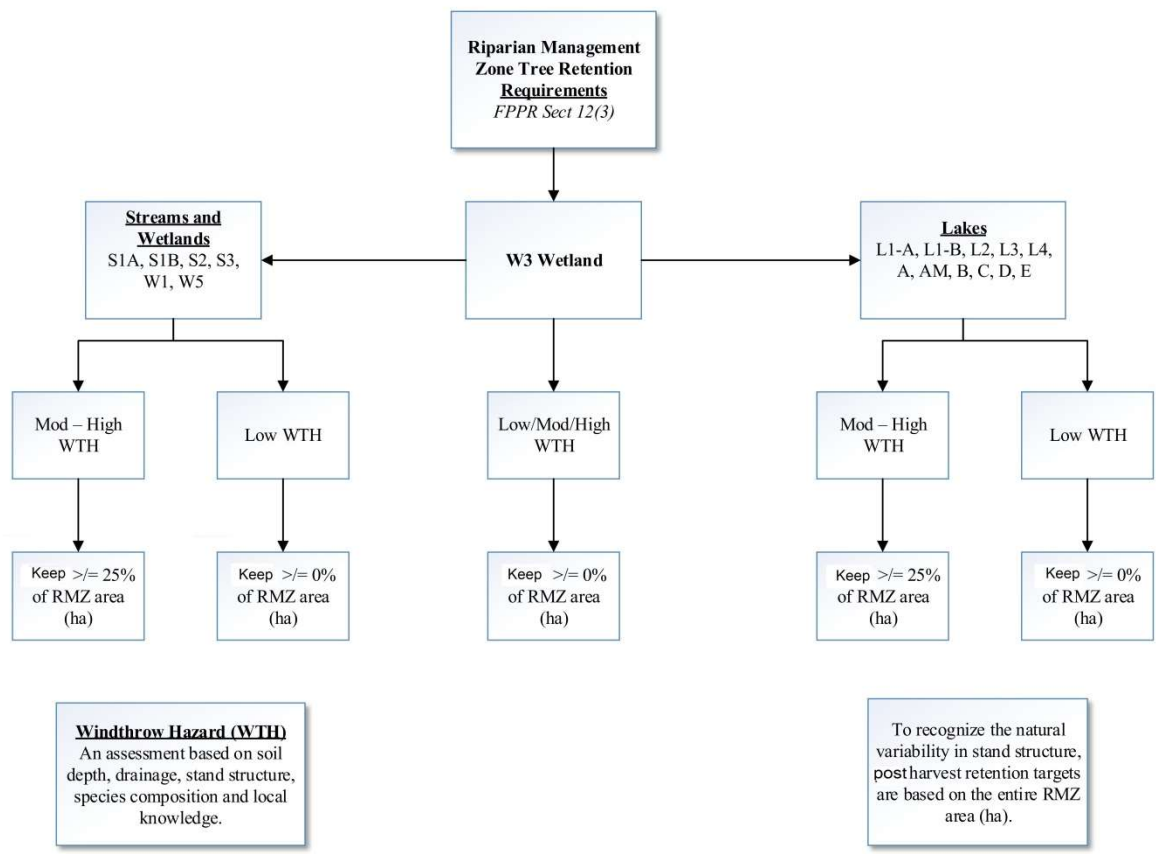 Riparian Management
Zone Tree Retention
Requirements
FPPR Sect 12(3)
Streams and
Wetlands
S1A, S1B, S2, S3,
W1, W5
W3 Wetland
Lakes
L1-A, L1-B, L2, L3, L4,
A, AM, B, C, D, E
Mod – High
WTH
Low WTH
Low/Mod/High
WTH
Mod – High
WTH
Low WTH
Keep >/= 25%
of RMZ area
(ha)
Keep >/= 0%
of RMZ area
(ha)
Keep >/= 0%
of RMZ area
(ha)
Keep >/= 25%
of RMZ area
(ha)
Keep >/= 0%
of RMZ area
(ha)
Windthrow Hazard (WTH)
An assessment based on soil
depth, drainage, stand structure,
species composition and local
knowledge.
To recognize the natural
variability in stand structure,
post harvest retention targets
are based on the entire RMZ
area (ha).